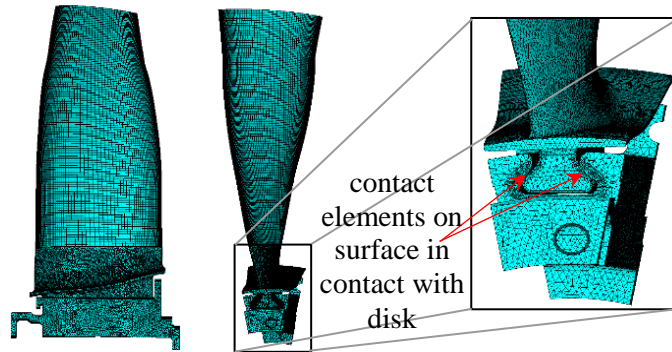 contact
elements on
surface in
contact with
disk